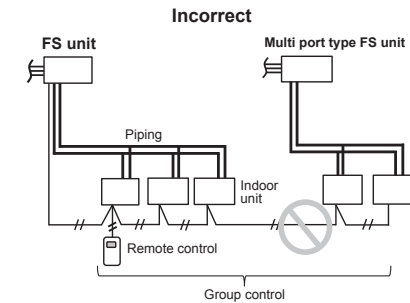 Incorrect
FS unit
Multi port type FS unit
Piping
Indoor
unit
Remote control
Group control